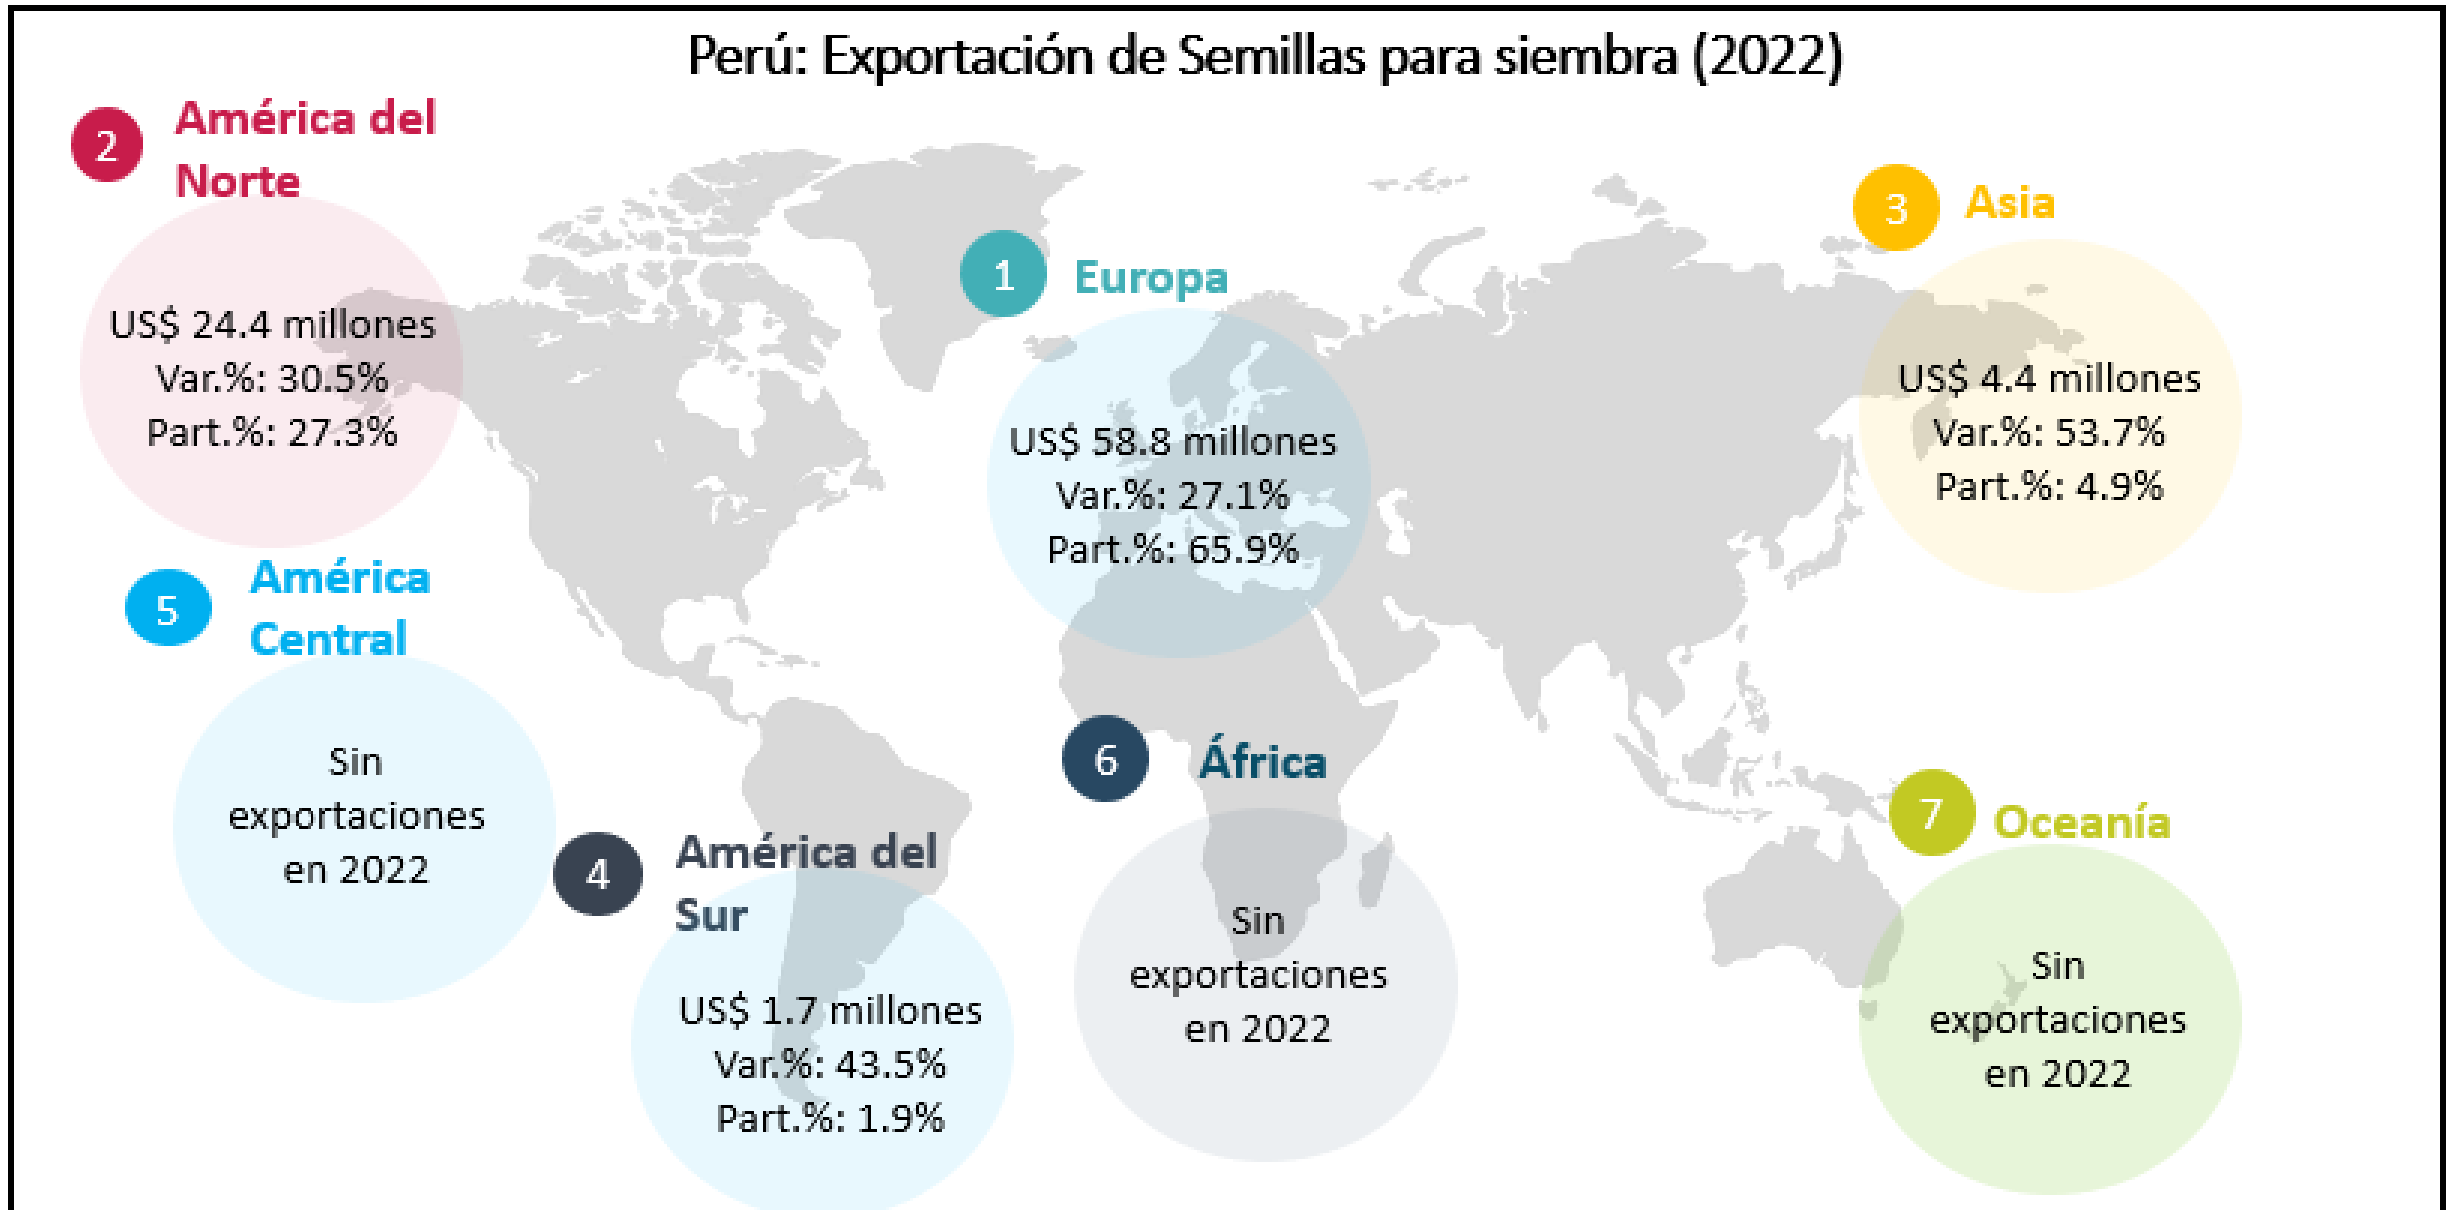 Perú: Exportación de Semillas para siembra (2022)
2
América del
Norte
US$ 24.4 millones
Var.%: 30.5%
Part.%: 27.3%
1
Europa
US$ 58.8 millones
Var.%: 27.1%
Part.%: 65.9%
3
Asia
US$ 4.4 millones
Var.%: 53.7%
Part.%: 4.9%
5
América
Central
Sin
exportaciones
en 2022
4
América del
Sur
US$ 1.7 millones
Var.%: 43.5%
Part.%: 1.9%
6
África
Sin
exportaciones
en 2022
7
Oceanía
Sin
exportaciones
en 2022